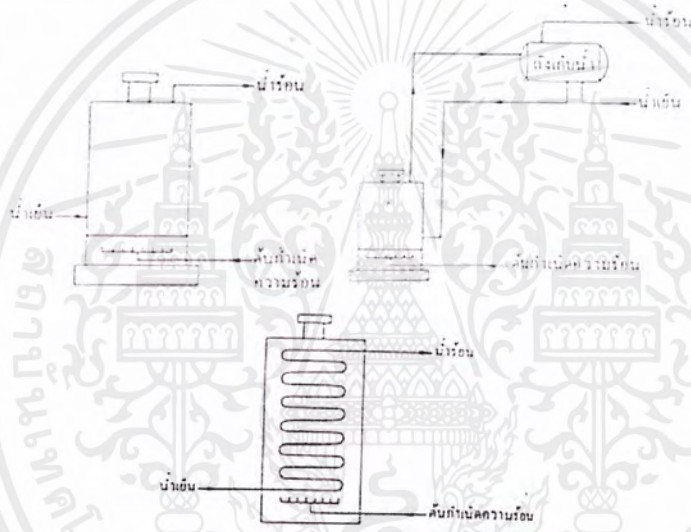 น้ำร้อน
น้ำเย็น
ต้นกำเนิด
ความร้อน
น้ำร้อน
ถังเก็บน้ำ
น้ำเย็น
ต้นกำเนิดความร้อน
น้ำร้อน
น้ำเย็น
ต้นกำเนิดความร้อน